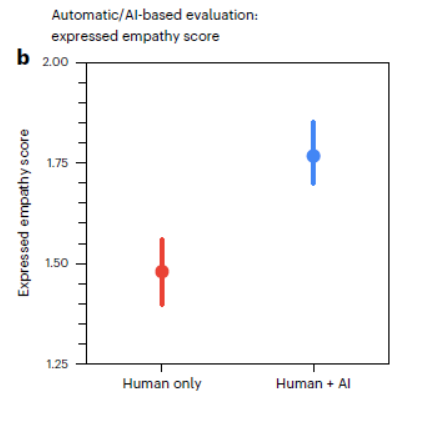 Automatic/AI-based evaluation:
expressed empathy score
b
2.00
1.75
1.50
1.25
Expressed empathy score
Human only
Human + AI